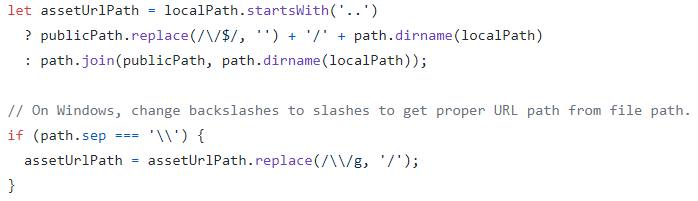 let assetUrlPath = localPath.startsWith('..')
  ? publicPath.replace(/\/$/, '') + '/' + path.dirname(localPath)
  : path.join(publicPath, path.dirname(localPath));

// On Windows, change backslashes to slashes to get proper URL path from file path.
if (path.sep === '\\') {
  assetUrlPath = assetUrlPath.replace(/\\/g, '/');
}